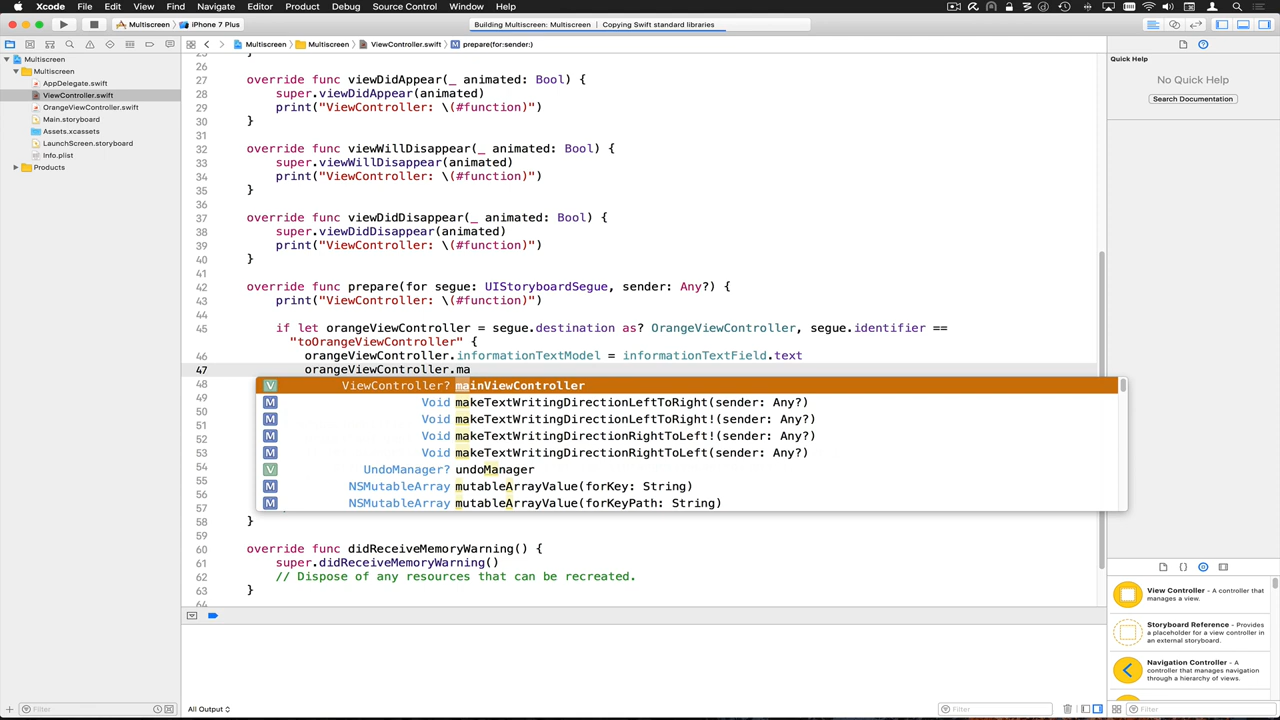 Xcode File Edit View Find Navigate Editor Product Debug Source Control Window Help
Multiscreen iPhone 7 Plus
Building Multiscreen: Multiscreen Copying Swift standard libraries
Multiscreen Multiscreen ViewController.swift prepare(for:sender:)
Multiscreen
Multiscreen
AppDelegate.swift
ViewController.swift
OrangeViewController.swift
Main.storyboard
Assets.xcassets
LaunchScreen.storyboard
Info.plist
Products
Filter
25 }
26
27 override func viewDidAppear(_ animated: Bool) {
28 super.viewDidAppear(animated)
29 print("ViewController: \(#function)")
30 }
31
32 override func viewWillDisappear(_ animated: Bool) {
33 super.viewWillDisappear(animated)
34 print("ViewController: \(#function)")
35 }
36
37 override func viewDidDisappear(_ animated: Bool) {
38 super.viewDidDisappear(animated)
39 print("ViewController: \(#function)")
40 }
41
42 override func prepare(for segue: UIStoryboardSegue, sender: Any?) {
43 print("ViewController: \(#function)")
44
45 if let orangeViewController = segue.destination as? OrangeViewController, segue.identifier ==
"toOrangeViewController" {
46 orangeViewController.informationTextModel = informationTextField.text
47 orangeViewController.ma
48 ViewController? mainViewController
49 Void makeTextWritingDirectionLeftToRight(sender: Any?)
50 Void makeTextWritingDirectionLeftToRight!(sender: Any?)
51
52 Void makeTextWritingDirectionRightToLeft!(sender: Any?)
53 Void makeTextWritingDirectionRightToLeft(sender: Any?)
54 UndoManager? undoManager
55
56 NSMutableArray mutableArrayValue(forKey: String)
57 NSMutableArray mutableArrayValue(forKeyPath: String)
58 }
59
60 override func didReceiveMemoryWarning() {
61 super.didReceiveMemoryWarning()
62 // Dispose of any resources that can be recreated.
63 }
64
All Output
Filter
Quick Help
No Quick Help
Search Documentation
View Controller - A controller that
manages a view.
Storyboard Reference - Provides
a placeholder for a view controller in
an external storyboard.
Navigation Controller - A
controller that manages navigation
through a hierarchy of views.
Filter